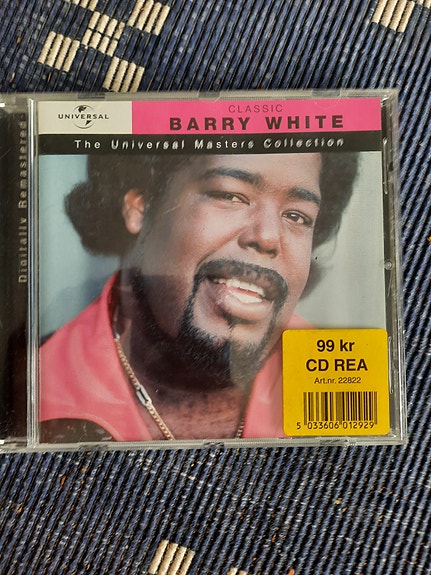 UNIVERSAL
CLASSIC
BARRY WHITE
The Universal Masters Collection
Digitally Remastered
99 kr
CD REA
Art.nr. 22822
5 033606 012929